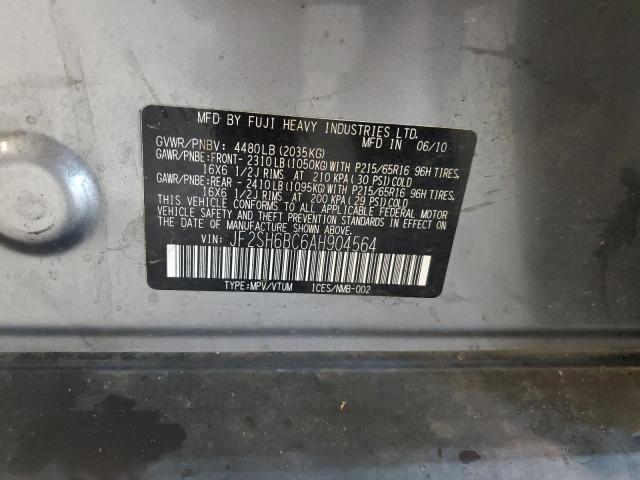 MFD BY FUJI HEAVY INDUSTRIES LTD.
MFD IN 06/10
GVWR/PNBV: 4480LB(2035KG)
GAWR/PNBE:FRONT- 2310LB(1050KG)WITH P215/65R16 96H TIRES,
16X6 1/2J RIMS AT 210 KPA(30 PSI)COLD
GAWR/PNBE:REAR - 2410LB(1095KG)WITH P215/65R16 96H TIRES,
16X6 1/2J RIMS AT 200 KPA(29 PSI)COLD
THIS VEHICLE CONFORMS TO ALL APPLICABLE FEDERAL MOTOR
VEHICLE SAFETY AND THEFT PREVENTION STANDARDS IN EFFECT ON
THE DATE OF MANUFACTURE SHOWN ABOVE.
VIN: JF2SH6BC6AH904564
TYPE:MPV/VTUM ICES/NMB-002